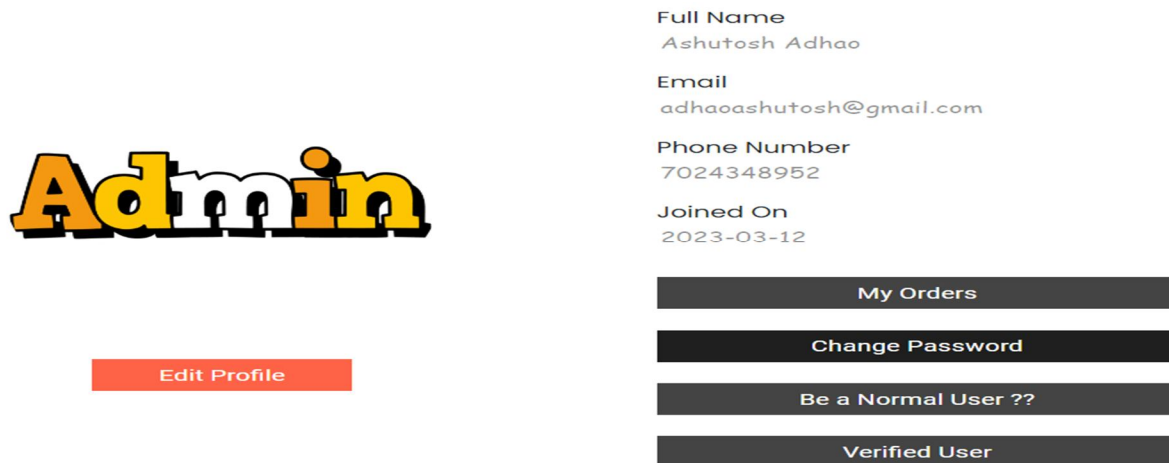 Admin
Edit Profile
Full Name
Ashutosh Adhao
Email
adhaoashutosh@gmail.com
Phone Number
7024348952
Joined On
2023-03-12
My Orders
Change Password
Be a Normal User ??
Verified User